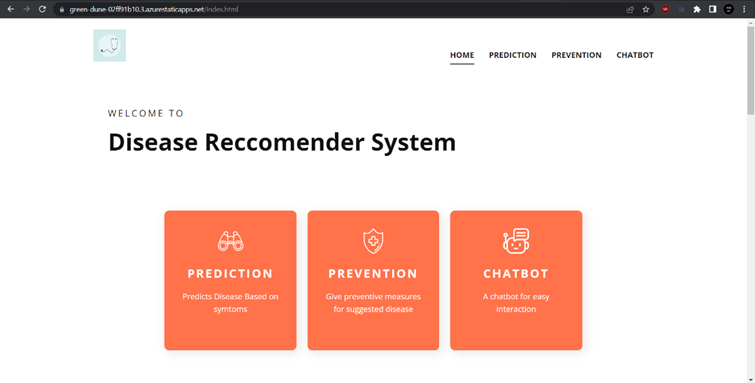 green-dune-02ff91b10.3.azurestaticapps.net/index.html
HOME PREDICTION PREVENTION CHATBOT
WELCOME TO
Disease Reccomender System
PREDICTION
Predicts Disease Based on
symtoms
PREVENTION
Give preventive measures
for suggested disease
CHATBOT
A chatbot for easy
interaction